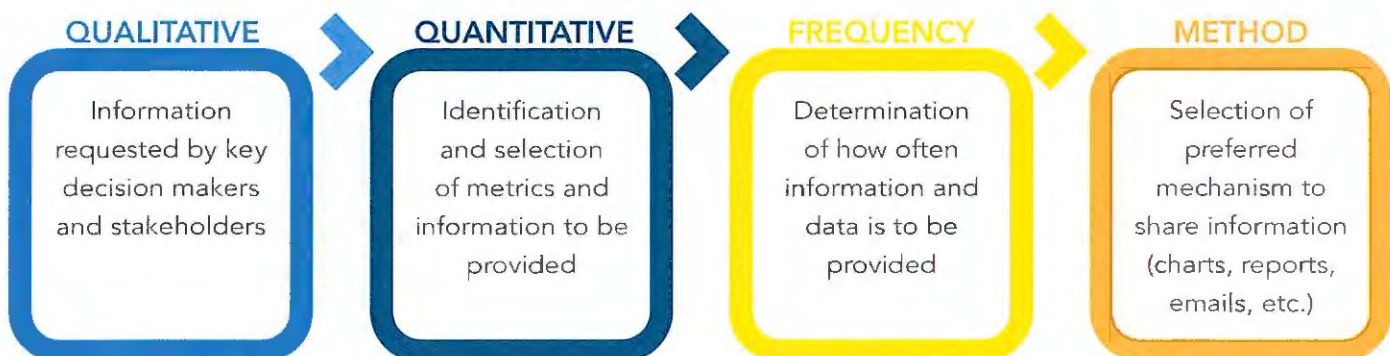 QUALITATIVE
Information
requested by key
decision makers
and stakeholders
QUANTITATIVE
Identification
and selection
of metrics and
information to be
provided
FREQUENCY
Determination
of how often
information and
data is to be
provided
METHOD
Selection of
preferred
mechanism to
share information
(charts, reports,
emails, etc.)